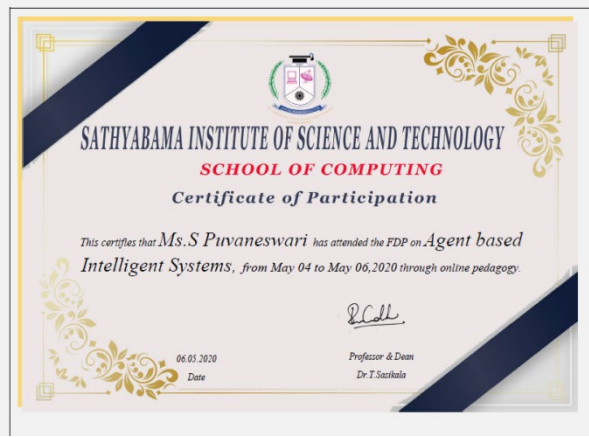 SATHYABAMA INSTITUTE OF SCIENCE AND TECHNOLOGY
SCHOOL OF COMPUTING
Certificate of Participation
This certfies that Ms.S Puvaneswari has attended the FDP on Agent based
Intelligent Systems, from May 04 to May 06,2020 through online pedagogy.
06.05.2020
Date
Professor & Dean
Dr.T.Sasikala